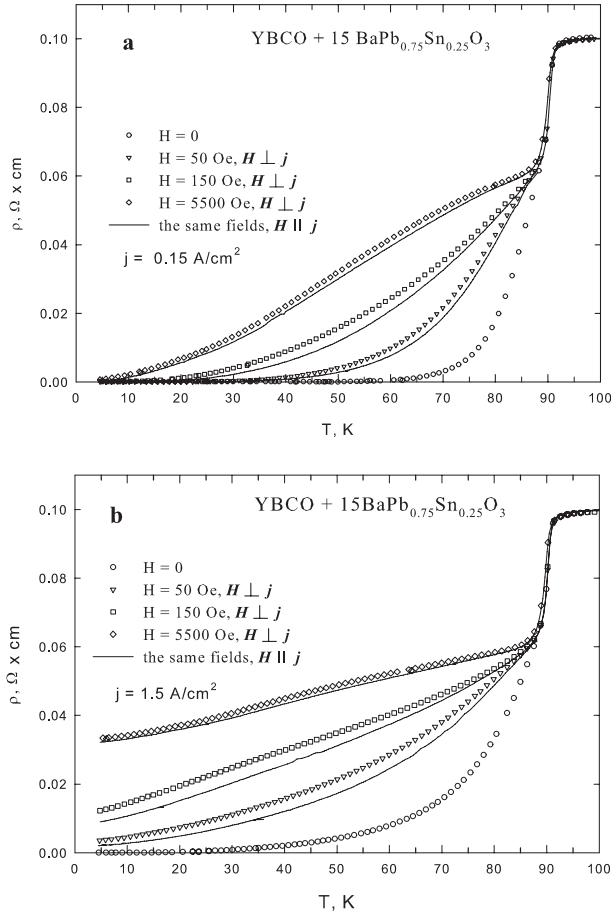 a
YBCO + 15 BaPb0.75Sn0.25O3
0.10
0.08
0.06
0.04
0.02
0.00
ρ, Ω x cm
H = 0
H = 50 Oe, H ⊥ j
H = 150 Oe, H ⊥ j
H = 5500 Oe, H ⊥ j
the same fields, H || j
j = 0.15 A/cm2
0 10 20 30 40 50 60 70 80 90 100
T, K
b
YBCO + 15BaPb0.75Sn0.25O3
0.10
0.08
0.06
0.04
0.02
0.00
ρ, Ω x cm
H = 0
H = 50 Oe, H ⊥ j
H = 150 Oe, H ⊥ j
H = 5500 Oe, H ⊥ j
the same fields, H || j
j = 1.5 A/cm2
0 10 20 30 40 50 60 70 80 90 100
T, K